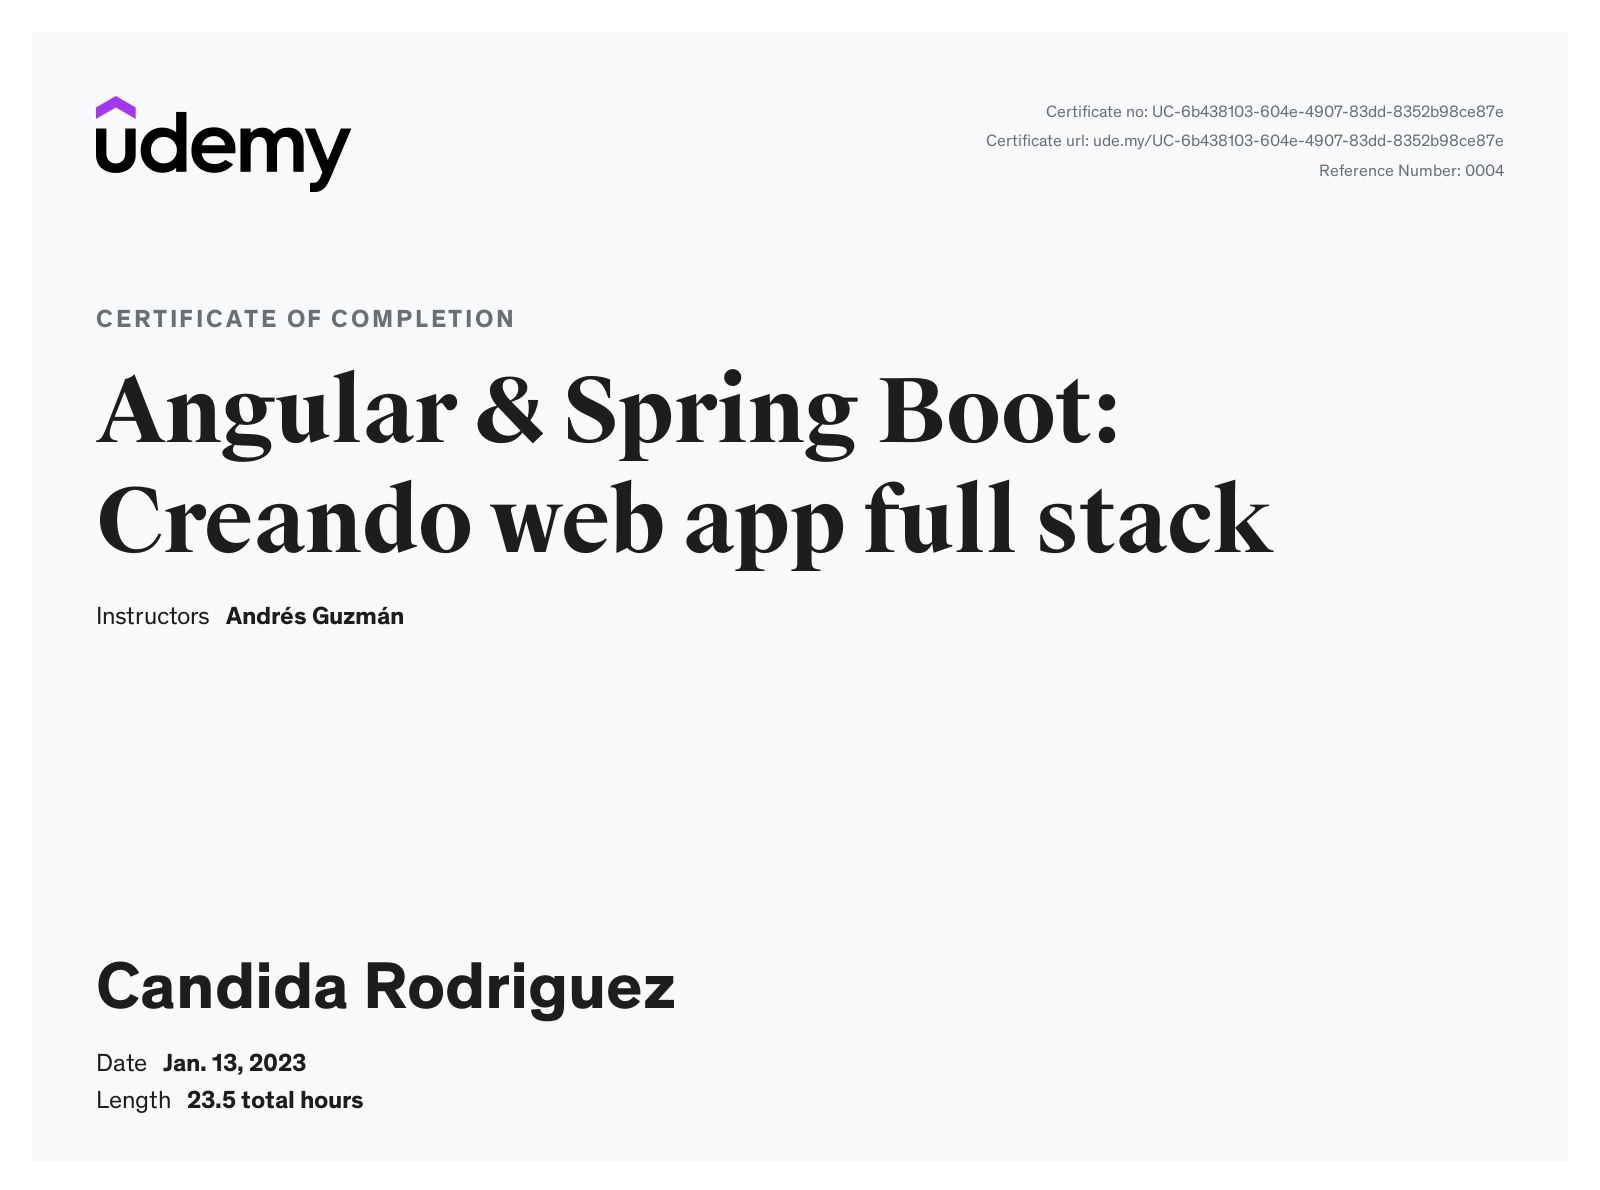 udemy
Certificate no: UC-6b438103-604e-4907-83dd-8352b98ce87e
Certificate url: ude.my/UC-6b438103-604e-4907-83dd-8352b98ce87e
Reference Number: 0004
CERTIFICATE OF COMPLETION
Angular & Spring Boot:
Creando web app full stack
Instructors Andrés Guzmán
Candida Rodriguez
Date Jan. 13, 2023
Length 23.5 total hours